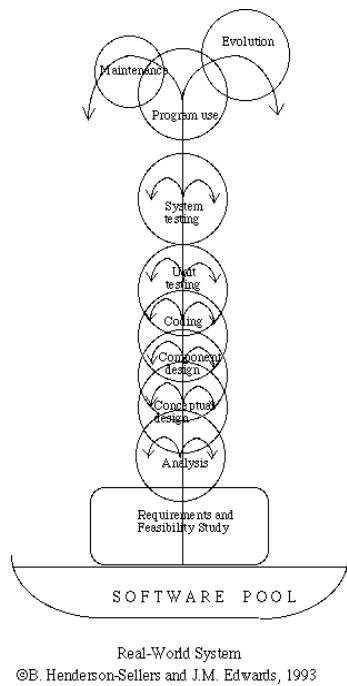 Evolution
Maintenance
Program use
System
testing
Unit
testing
Coding
Component
design
Conceptual
design
Analysis
Requirements and
Feasibility Study
SOFTWARE POOL
Real-World System
©B. Henderson-Sellers and J.M. Edwards, 1993